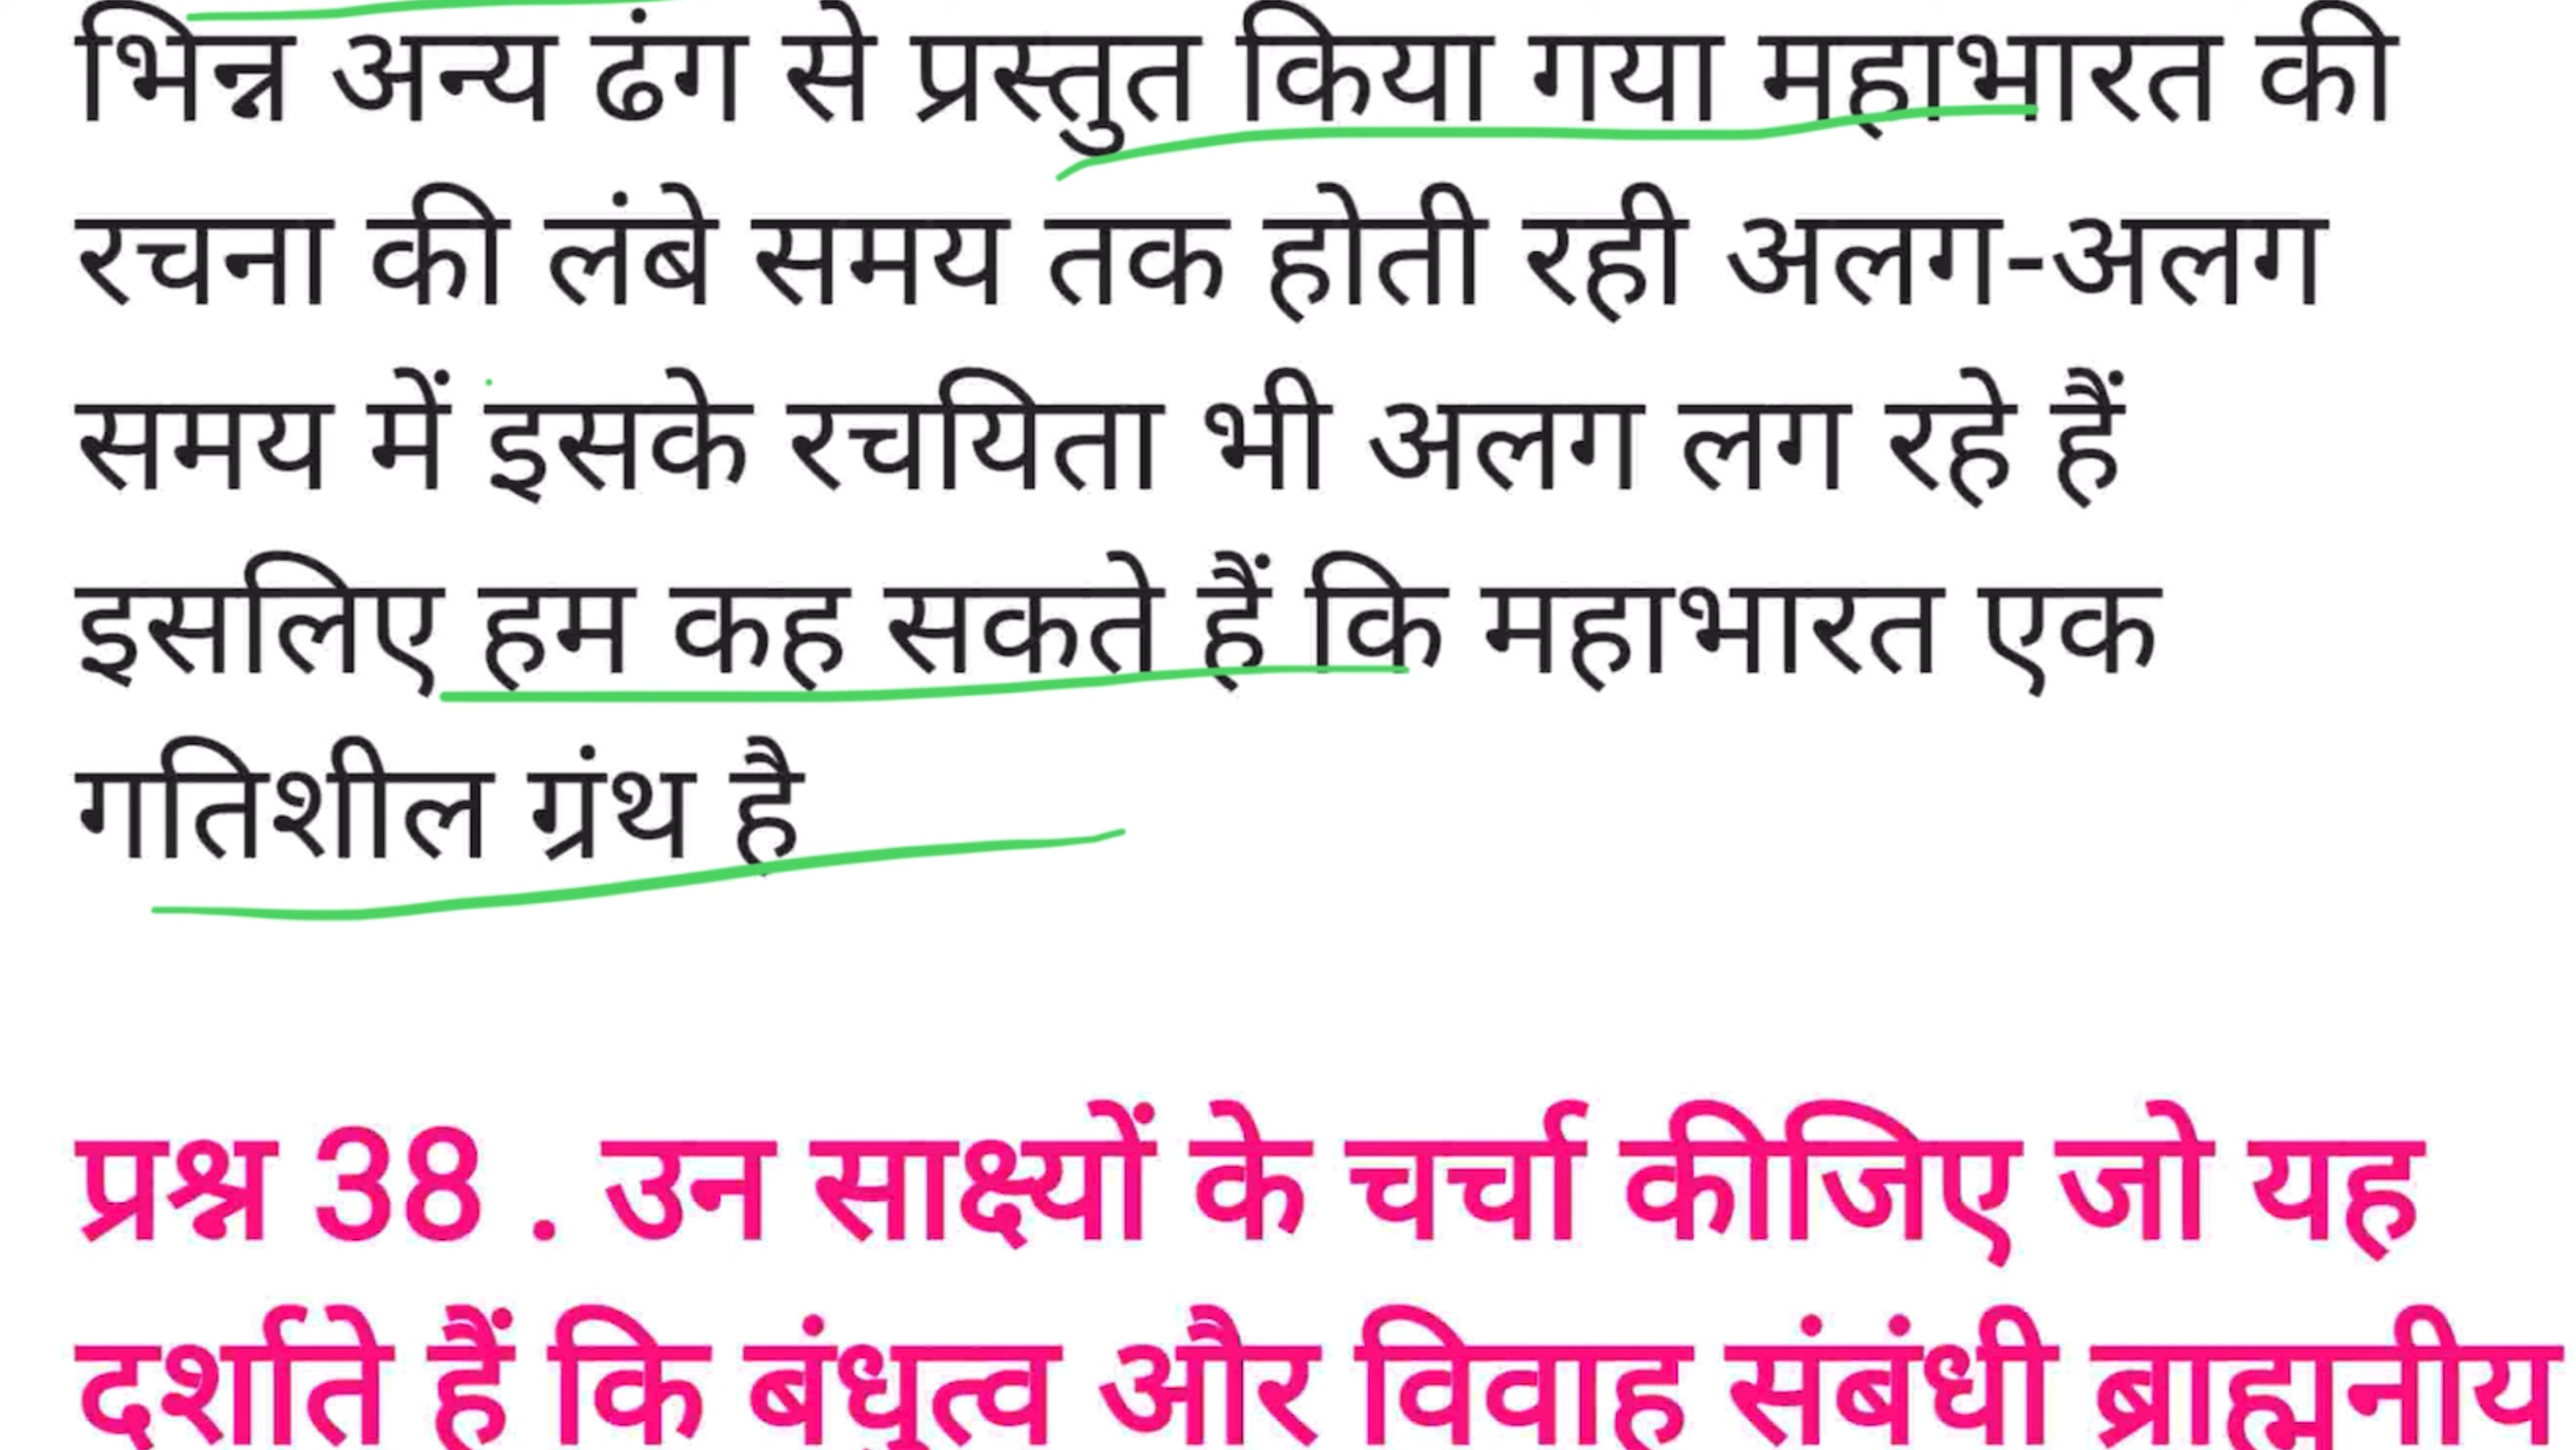 भिन्न अन्य ढंग से प्रस्तुत किया गया महाभारत की
रचना की लंबे समय तक होती रही अलग-अलग
समय में इसके रचयिता भी अलग लग रहे हैं
इसलिए हम कह सकते हैं कि महाभारत एक
गतिशील ग्रंथ है
प्रश्न 38 . उन साक्ष्यों के चर्चा कीजिए जो यह
दर्शाते हैं कि बंधुत्व और विवाह संबंधी ब्राह्मनीय